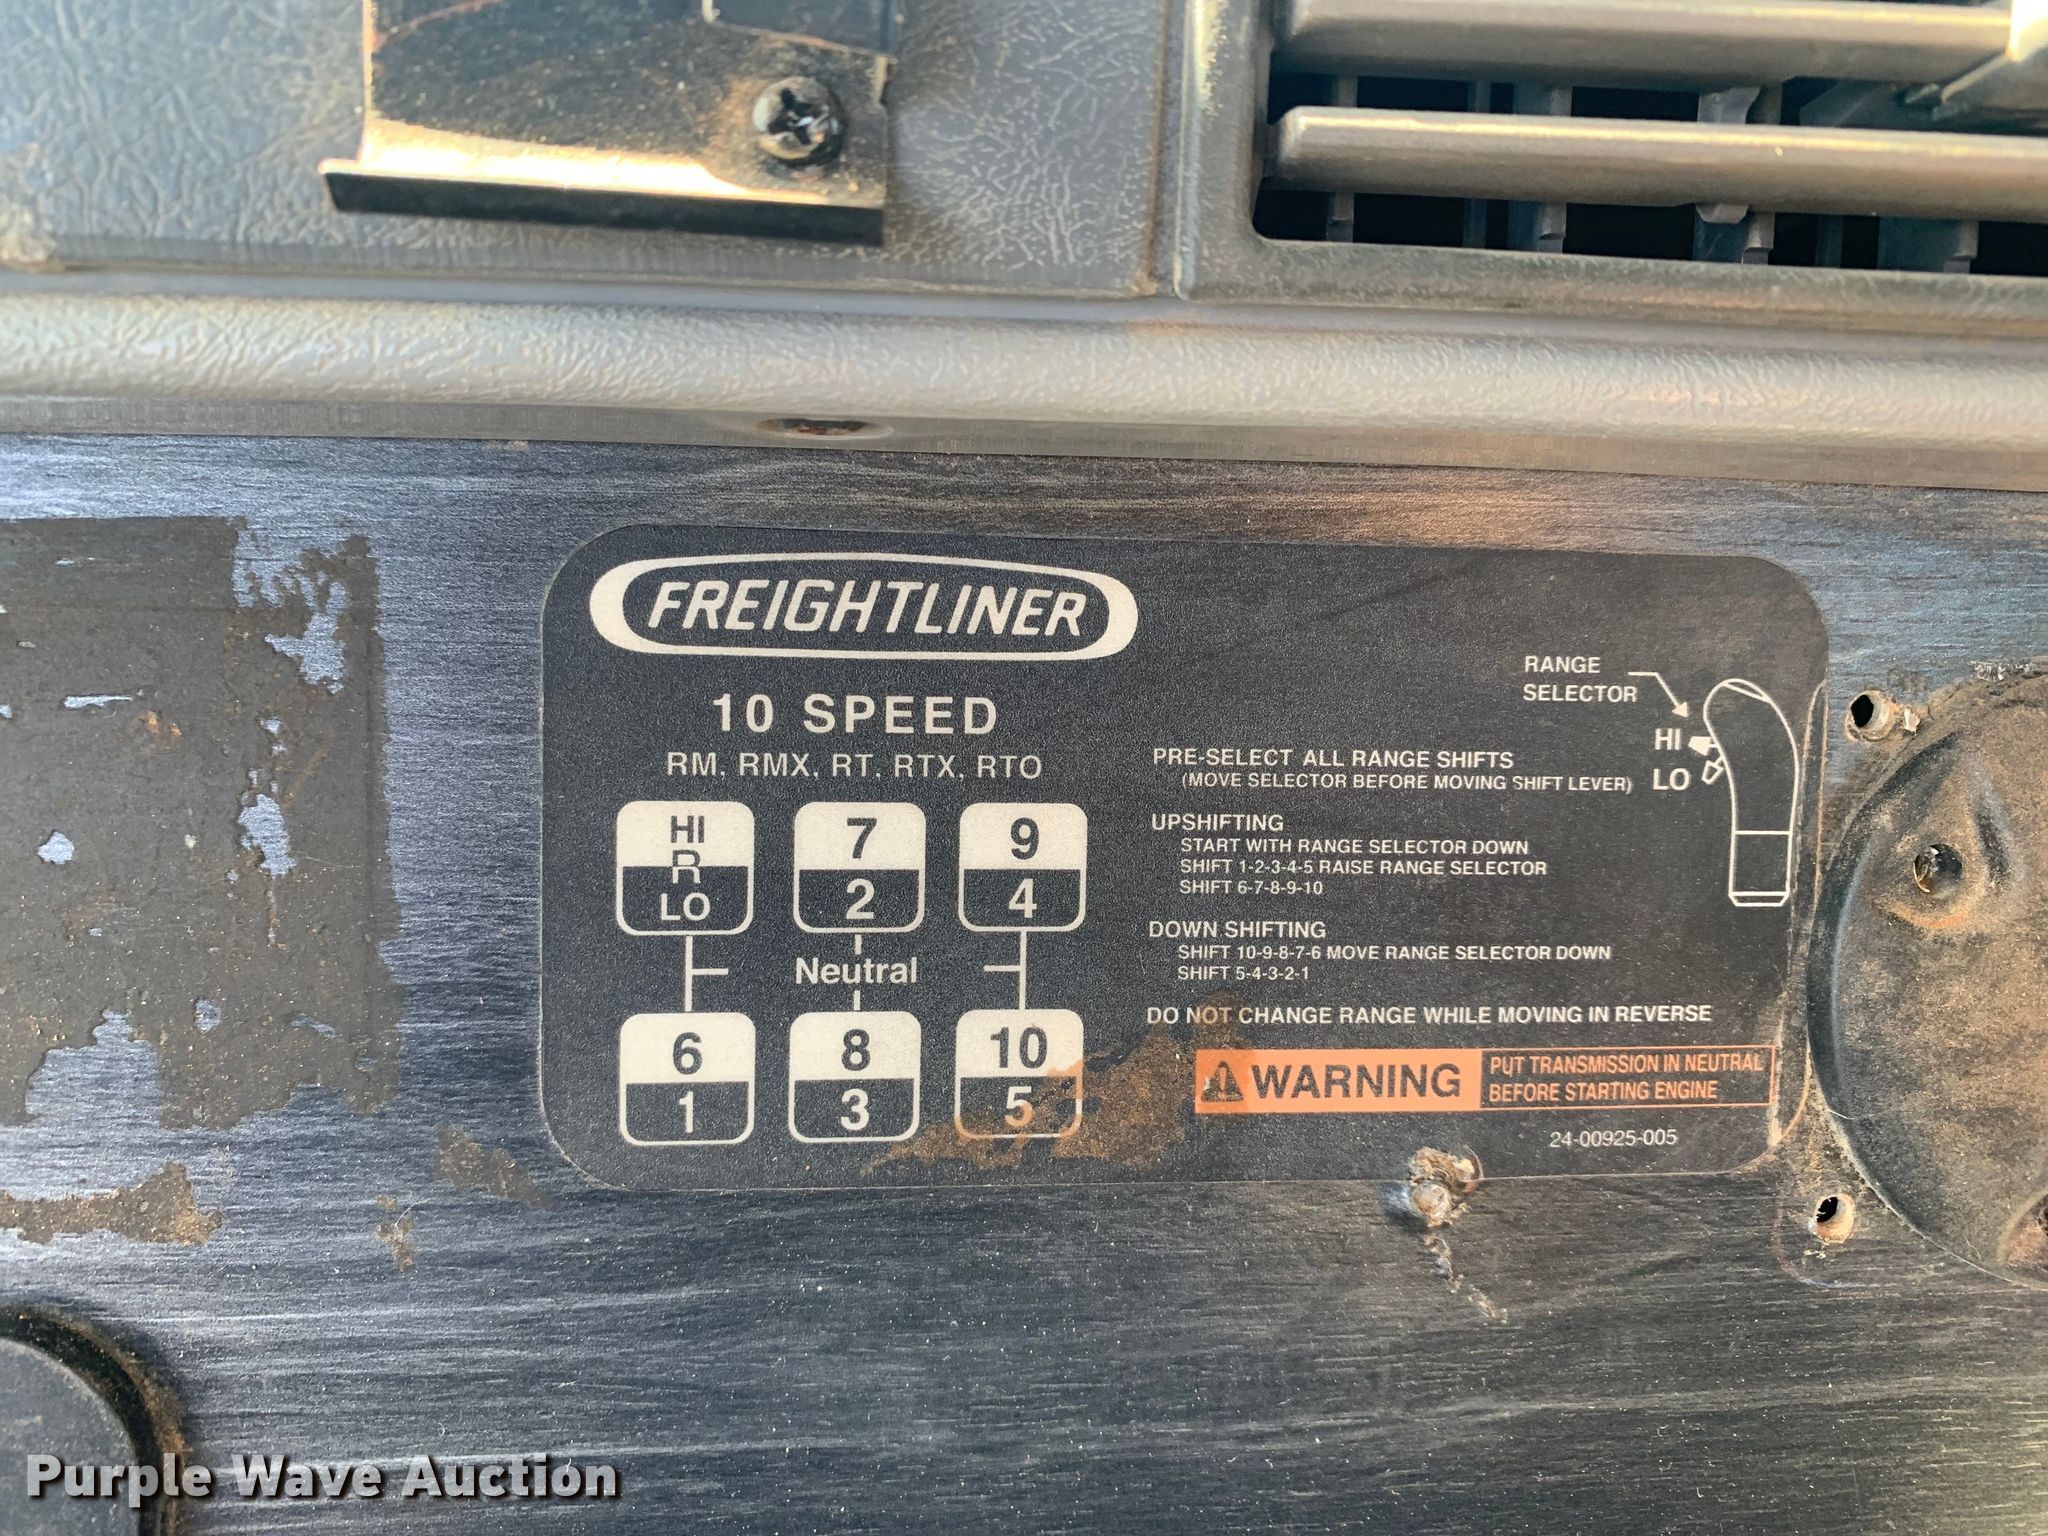 FREIGHTLINER
10 SPEED
RM, RMX, RT, RTX, RTO
HI
R
LO
7
2
9
4
Neutral
6
1
8
3
10
5
RANGE
SELECTOR
HI
LO
PRE-SELECT ALL RANGE SHIFTS
(MOVE SELECTOR BEFORE MOVING SHIFT LEVER)
UPSHIFTING
START WITH RANGE SELECTOR DOWN
SHIFT 1-2-3-4-5 RAISE RANGE SELECTOR
SHIFT 6-7-8-9-10
DOWN SHIFTING
SHIFT 10-9-8-7-6 MOVE RANGE SELECTOR DOWN
SHIFT 5-4-3-2-1
DO NOT CHANGE RANGE WHILE MOVING IN REVERSE
WARNING
PUT TRANSMISSION IN NEUTRAL
BEFORE STARTING ENGINE
24-00925-005
Purple Wave Auction